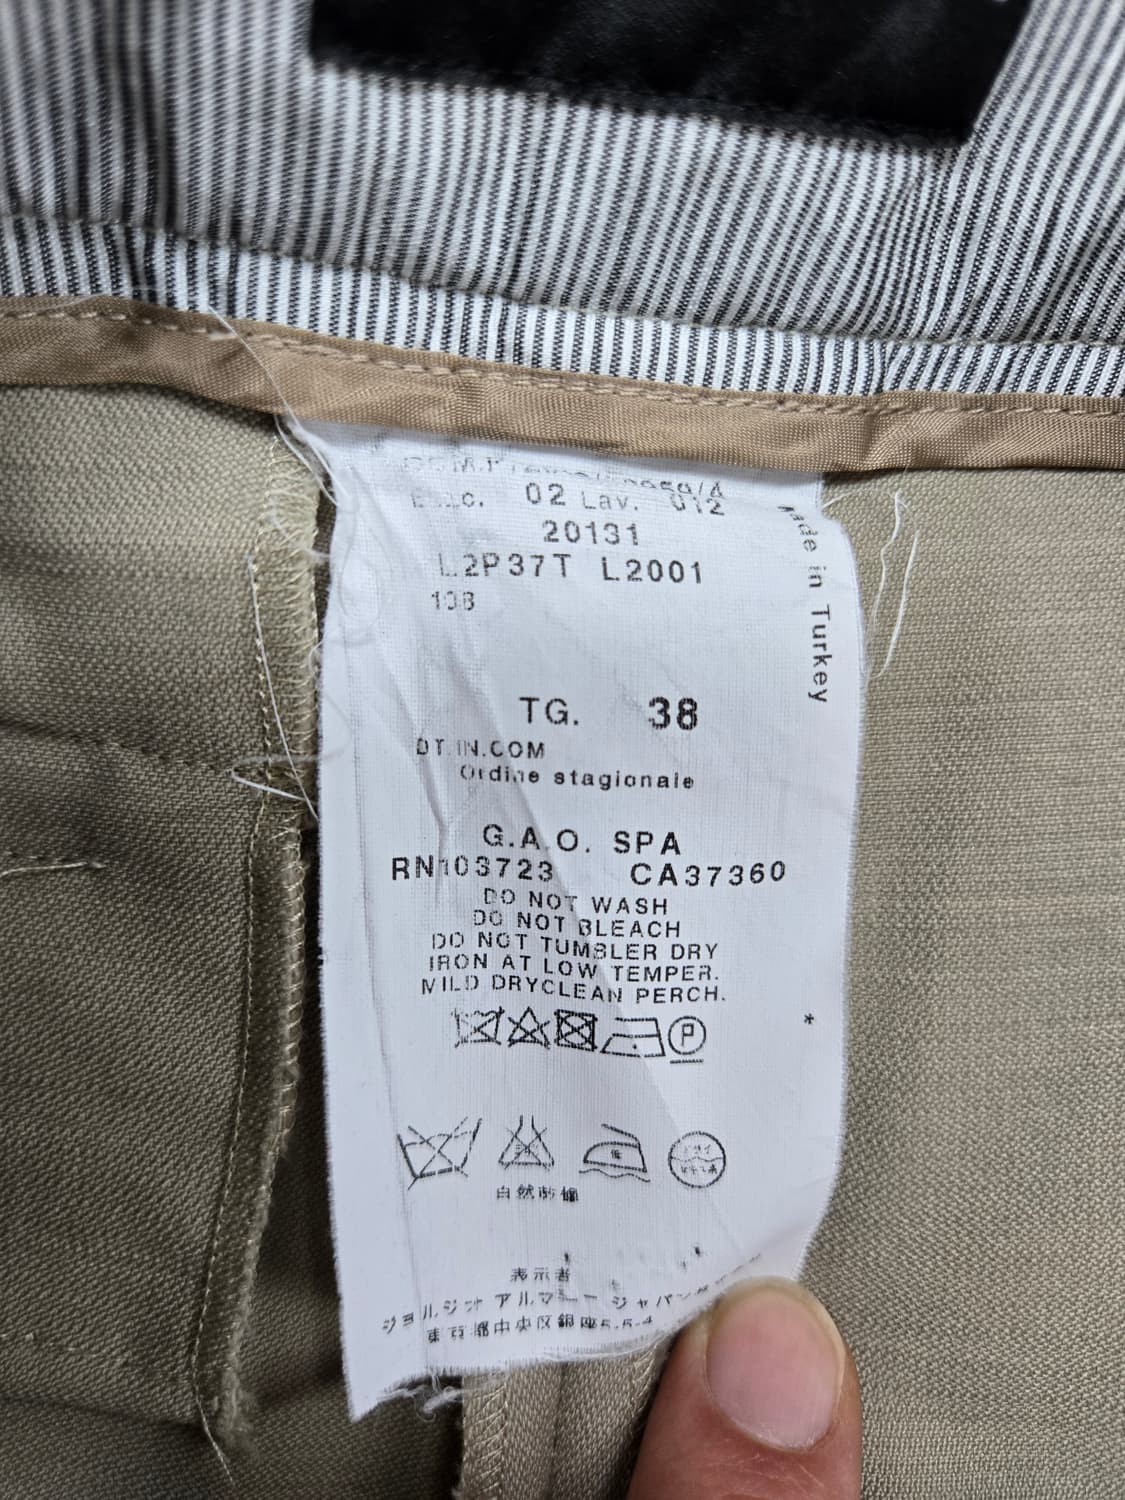 02 Lav. 012
20131
L2P37T L2001
Made in Turkey
TG. 38
DT.IN.COM
Ordine stagionale
G.A.O. SPA
RN103723 CA37360
DO NOT WASH
DO NOT BLEACH
DO NOT TUMBLER DRY
IRON AT LOW TEMPER.
MILD DRYCLEAN PERCH.
P
*
自然乾燥
表示者
ジョルジオ アルマーニ ジャパン
東京都中央区銀座5-5-4